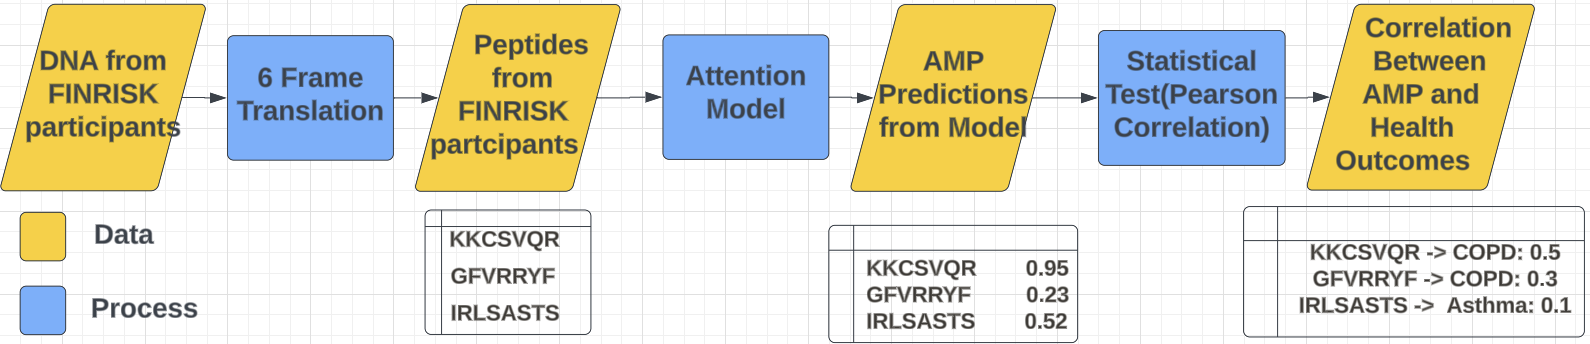 DNA from
FINRISK
participants
6 Frame
Translation
Peptides
from
FINRISK
partcipants
Attention
Model
AMP
Predictions
from Model
Statistical
Test(Pearson
Correlation)
Correlation
Between
AMP and
Health
Outcomes
Data
Process
KKCSVQR
GFVRRYF
IRLSASTS
KKCSVQR 0.95
GFVRRYF 0.23
IRLSASTS 0.52
KKCSVQR -> COPD: 0.5
GFVRRYF -> COPD: 0.3
IRLSASTS -> Asthma: 0.1